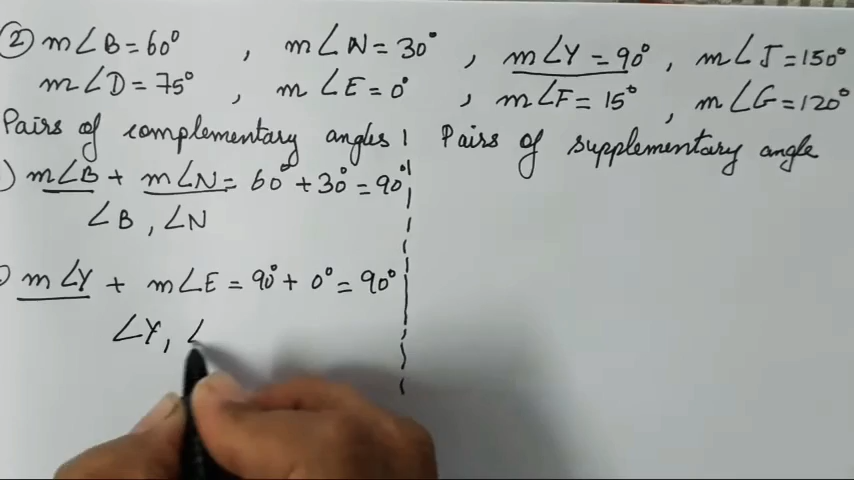 ② m∠B = 60° , m∠N = 30° , m∠Y = 90° , m∠J = 150°
m∠D = 75° , m∠E = 0° , m∠F = 15° , m∠G = 120°
Pairs of complementary angles | Pairs of supplementary angle
) m∠B + m∠N = 60° + 30° = 90°
∠B , ∠N
) m∠Y + m∠E = 90° + 0° = 90°
∠Y, ∠